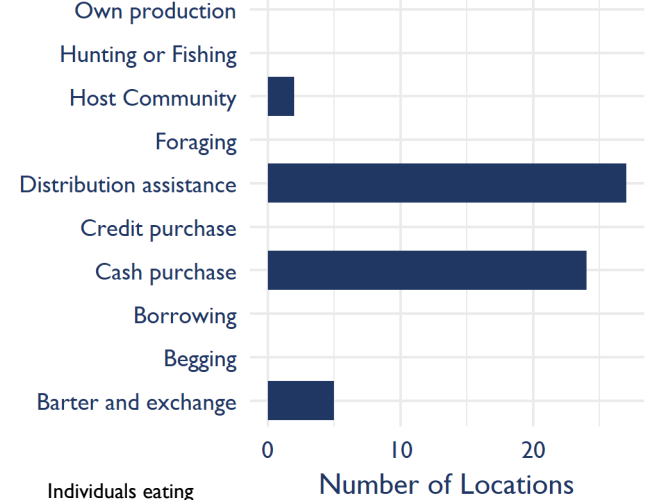 Own production
Hunting or Fishing
Host Community
Foraging
Distribution assistance
Credit purchase
Cash purchase
Borrowing
Begging
Barter and exchange
0 10 20
Number of Locations
Individuals eating